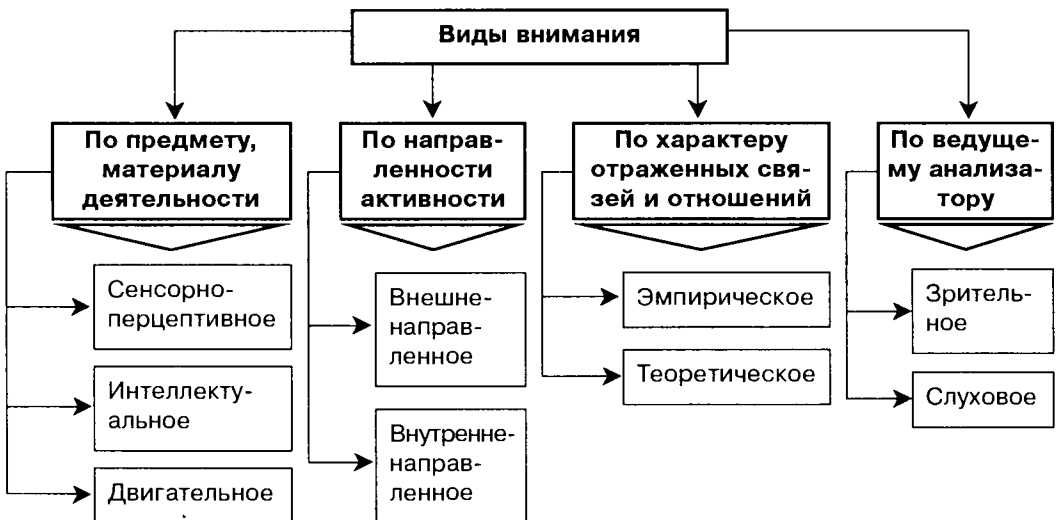 Виды внимания
По предмету,
материалу
деятельности
Сенсорно-
перцептивное
Интеллекту-
альное
Двигательное
По направ-
ленности
активности
Внешне-
направ-
ленное
Внутренне-
направ-
ленное
По характеру
отраженных свя-
зей и отношений
Эмпирическое
Теоретическое
По ведуще-
му анализа-
тору
Зритель-
ное
Слуховое